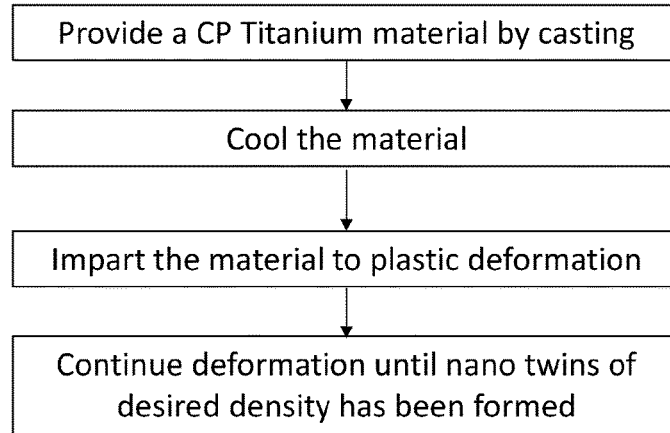 Provide a CP Titanium material by casting
Cool the material
Impart the material to plastic deformation
Continue deformation until nano twins of
desired density has been formed